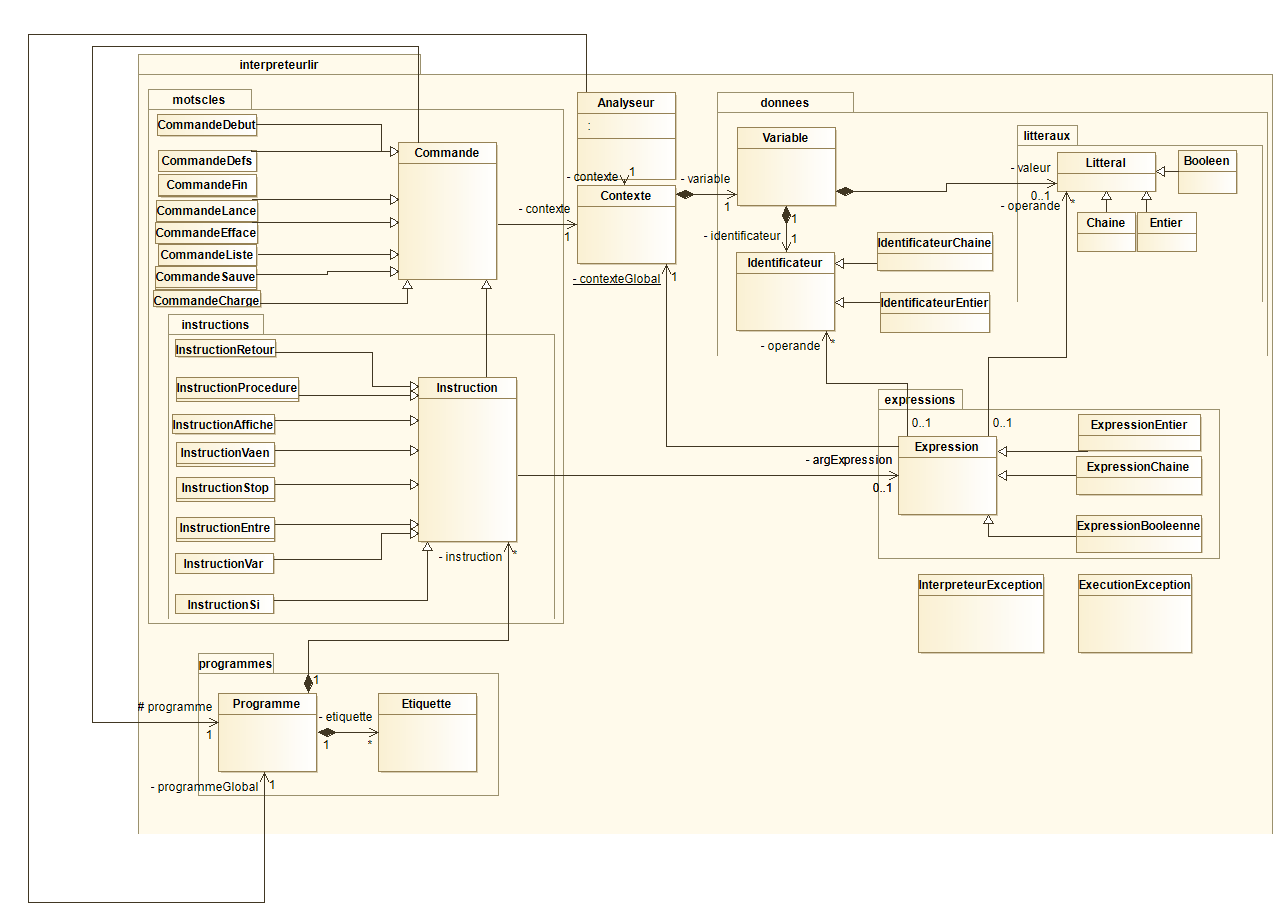 interpreteurlir
motscles
Analyseur
:
donnees
CommandeDebut
Commande
Variable
litteraux
CommandeDefs
Litteral
Booleen
- valeur
0..1
CommandeFin
- contexte
1
- variable
1
Contexte
CommandeLance
- contexte
1
- operande
*
CommandeEfface
1
Chaine
Entier
- identificateur
1
IdentificateurChaine
CommandeListe
Identificateur
CommandeSauve
- contexteGlobal
1
CommandeCharge
IdentificateurEntier
instructions
InstructionRetour
- operande
*
InstructionProcedure
Instruction
expressions
InstructionAffiche
0..1
0..1
ExpressionEntier
InstructionVaen
Expression
- argExpression
0..1
ExpressionChaine
InstructionStop
InstructionEntre
ExpressionBooleenne
- instruction
*
InstructionVar
InterpreteurException
ExecutionException
InstructionSi
programmes
1
# programme
1
Programme
- etiquette
1
*
Etiquette
- programmeGlobal
1